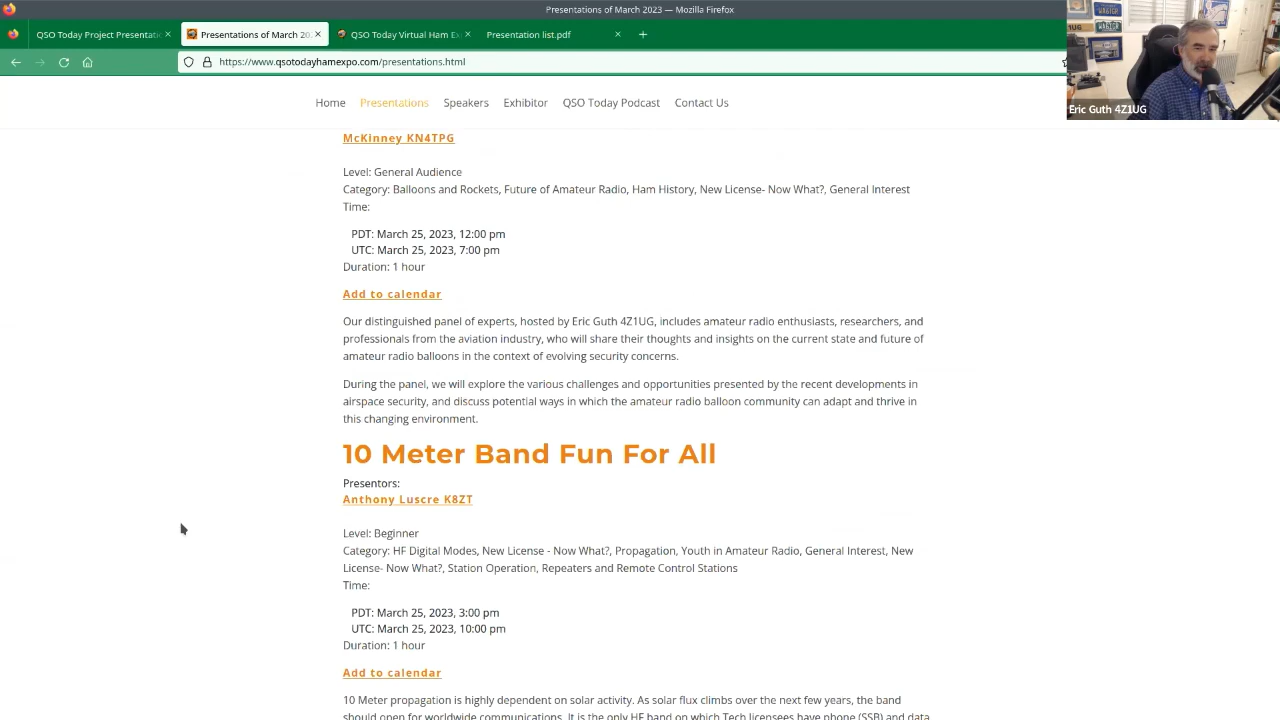 Presentations of March 2023 — Mozilla Firefox
QSO Today Project Presentatic
Presentations of March 20
QSO Today Virtual Ham Ex
Presentation list.pdf
https://www.qsotodayhamexpo.com/presentations.html
Eric Guth 4Z1UG
Home Presentations Speakers Exhibitor QSO Today Podcast Contact Us
McKinney KN4TPG
Level: General Audience
Category: Balloons and Rockets, Future of Amateur Radio, Ham History, New License- Now What?, General Interest
Time:
PDT: March 25, 2023, 12:00 pm
UTC: March 25, 2023, 7:00 pm
Duration: 1 hour
Add to calendar
Our distinguished panel of experts, hosted by Eric Guth 4Z1UG, includes amateur radio enthusiasts, researchers, and
professionals from the aviation industry, who will share their thoughts and insights on the current state and future of
amateur radio balloons in the context of evolving security concerns.
During the panel, we will explore the various challenges and opportunities presented by the recent developments in
airspace security, and discuss potential ways in which the amateur radio balloon community can adapt and thrive in
this changing environment.
10 Meter Band Fun For All
Presentors:
Anthony Luscre K8ZT
Level: Beginner
Category: HF Digital Modes, New License - Now What?, Propagation, Youth in Amateur Radio, General Interest, New
License- Now What?, Station Operation, Repeaters and Remote Control Stations
Time:
PDT: March 25, 2023, 3:00 pm
UTC: March 25, 2023, 10:00 pm
Duration: 1 hour
Add to calendar
10 Meter propagation is highly dependent on solar activity. As solar flux climbs over the next few years, the band
should open for worldwide communications. It is the only HF band on which Tech licensees have phone (SSB) and data